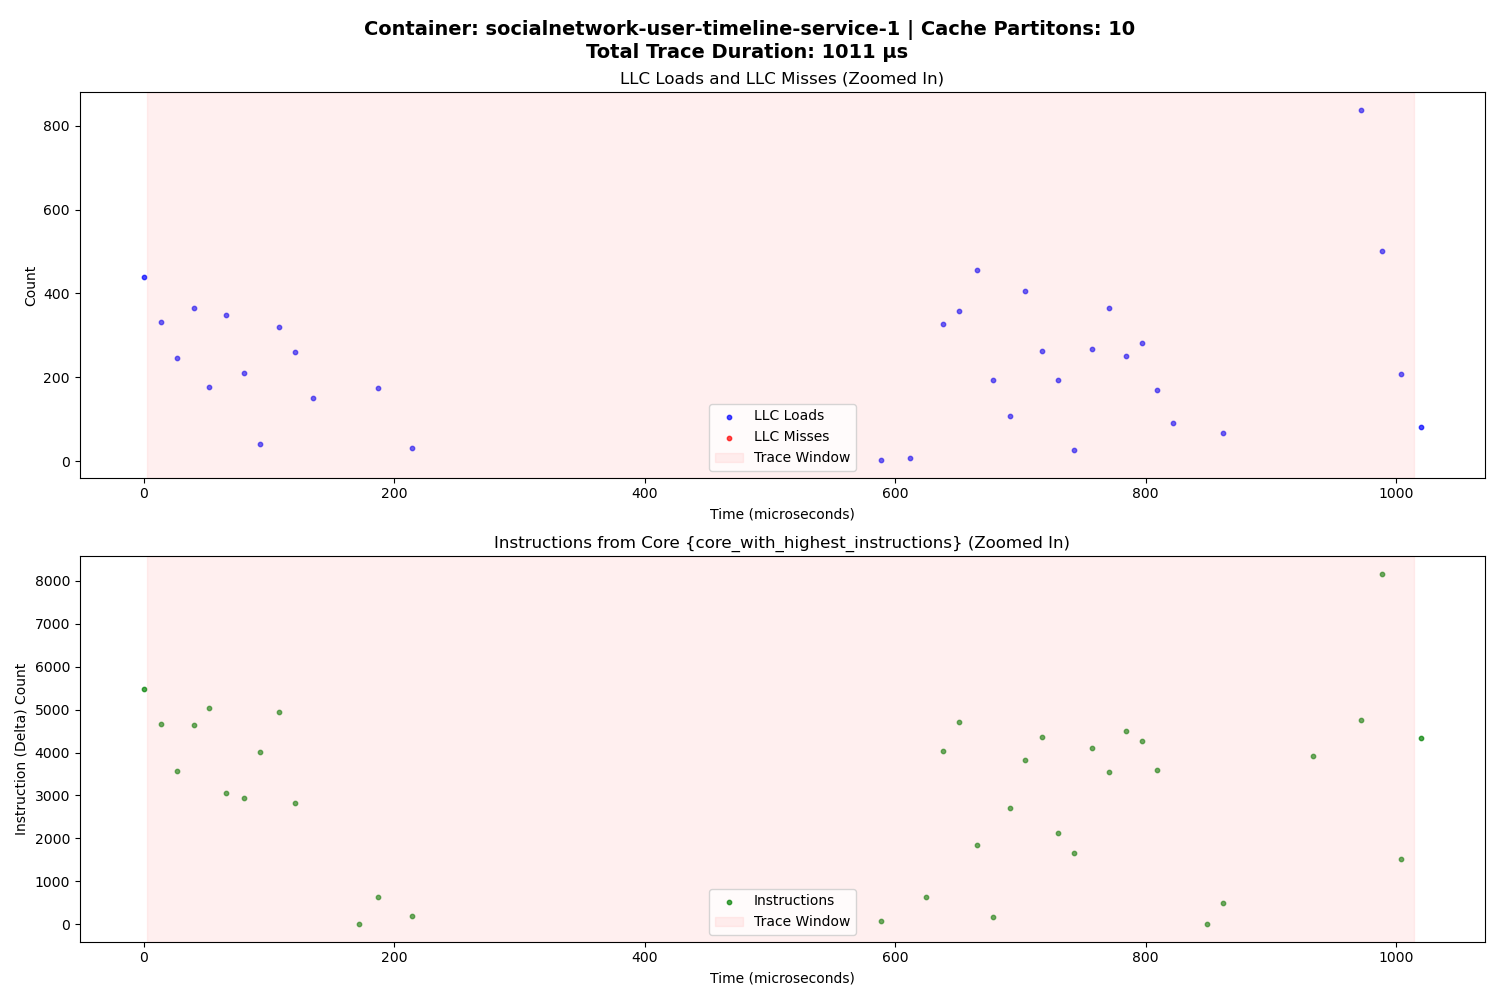 Container: socialnetwork-user-timeline-service-1 | Cache Partitons: 10
Total Trace Duration: 1011 µs
LLC Loads and LLC Misses (Zoomed In)
Count
800
600
400
200
0
LLC Loads
LLC Misses
Trace Window
0 200 400 600 800 1000
Time (microseconds)
Instructions from Core {core_with_highest_instructions} (Zoomed In)
Instruction (Delta) Count
8000
7000
6000
5000
4000
3000
2000
1000
0
Instructions
Trace Window
0 200 400 600 800 1000
Time (microseconds)